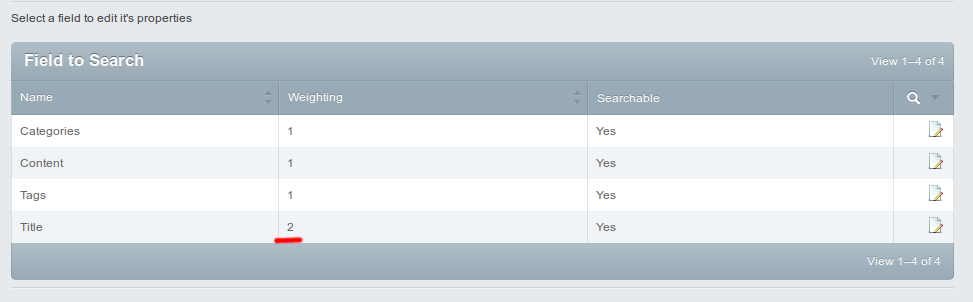 Select a field to edit it's properties
Field to Search View 1–4 of 4
Name Weighting Searchable
Categories 1 Yes
Content 1 Yes
Tags 1 Yes
Title 2 Yes
View 1–4 of 4